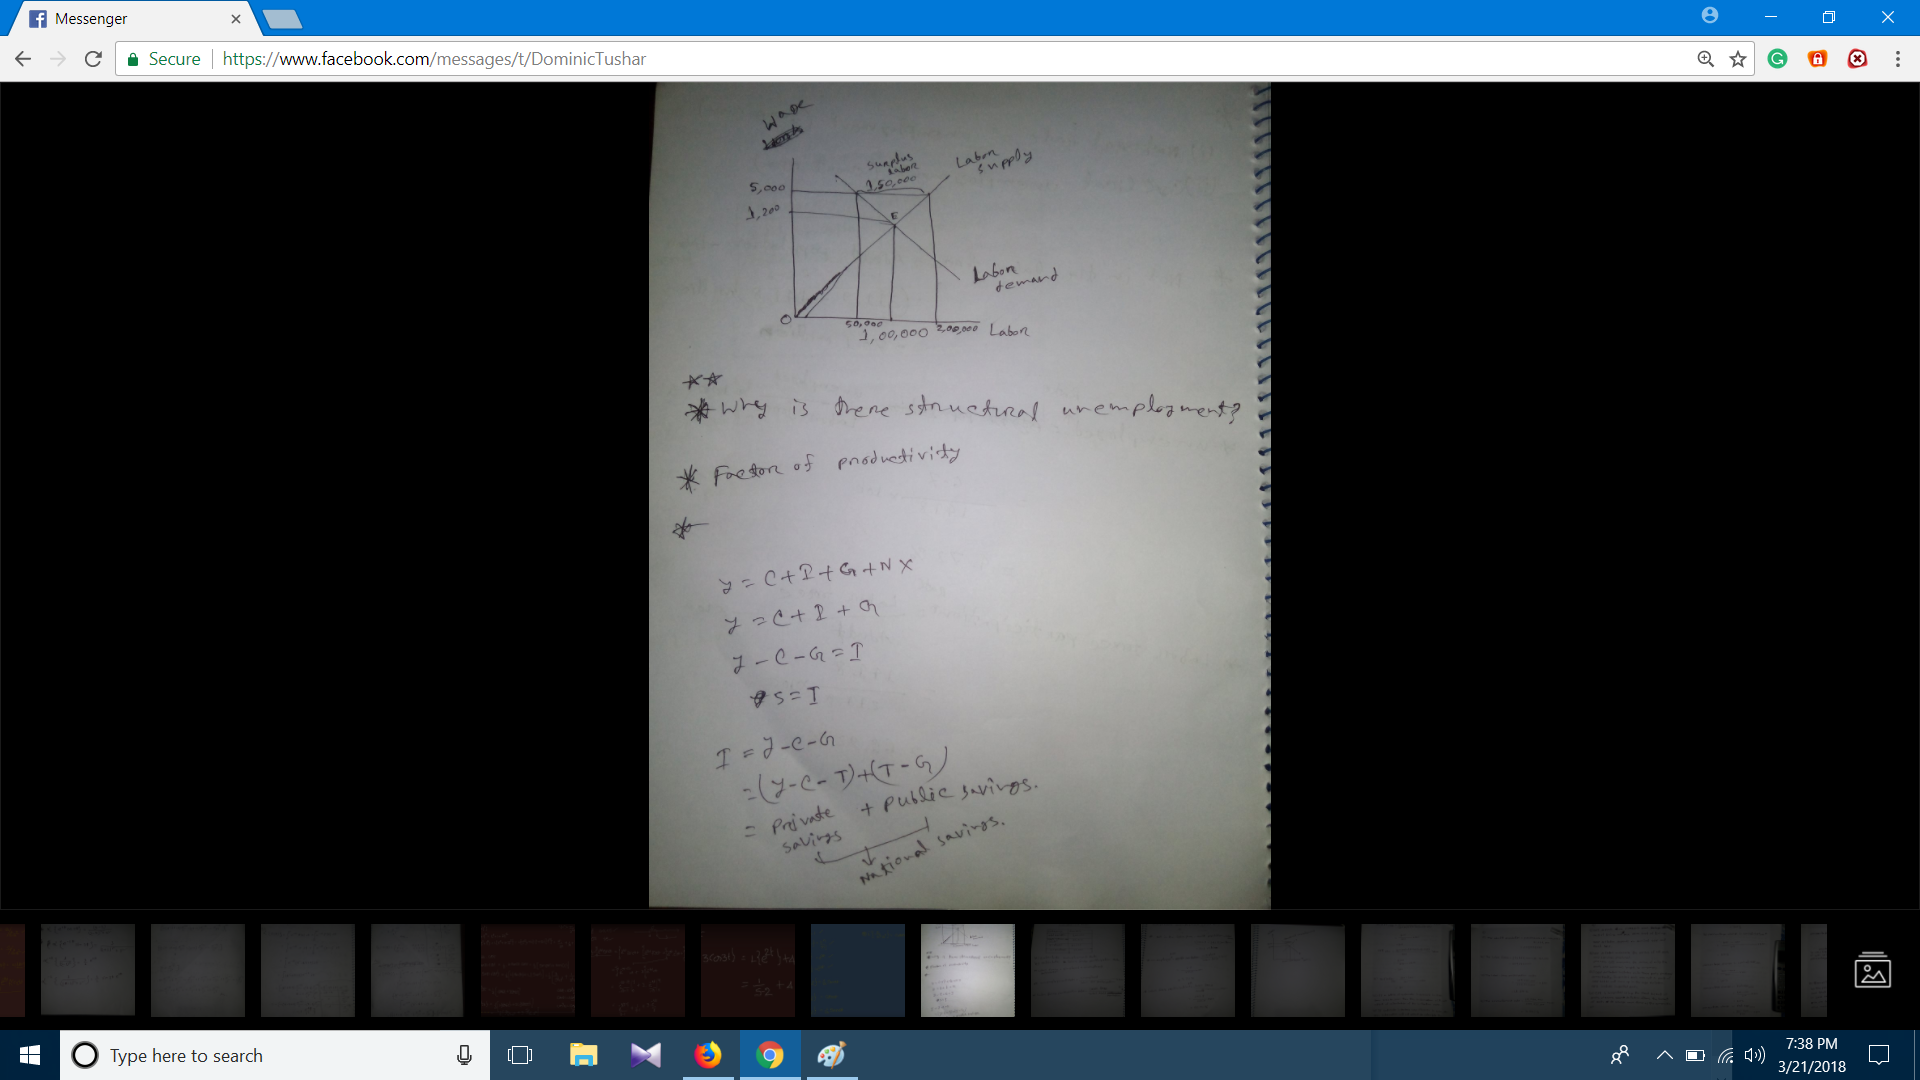 Messenger
Secure
https://www.facebook.com/messages/t/DominicTushar
Wage
5,000
1,200
surplus
labor
1,50,000
Labor
supply
E
Labor
demand
O
50,000
1,00,000
2,00,000
Labor
** 
* Why is there structural unemployment?
* Factor of productivity
*
y = C+I+G+NX
y = C+I+G
y - C - G = I
S = I
I = y-C-G
= (y-C-T)+(T-G)
= Private savings + Public savings.
National savings.
Type here to search
7:38 PM
3/21/2018